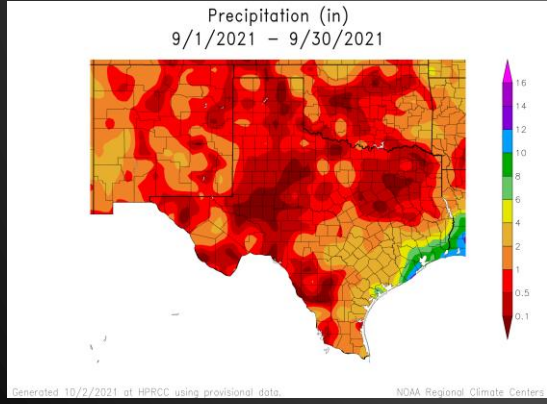 Precipitation (in)
9/1/2021 – 9/30/2021
16
14
12
10
8
6
4
2
1
0.5
0.1
Generated 10/2/2021 at HPRCC using provisional data.
NOAA Regional Climate Centers